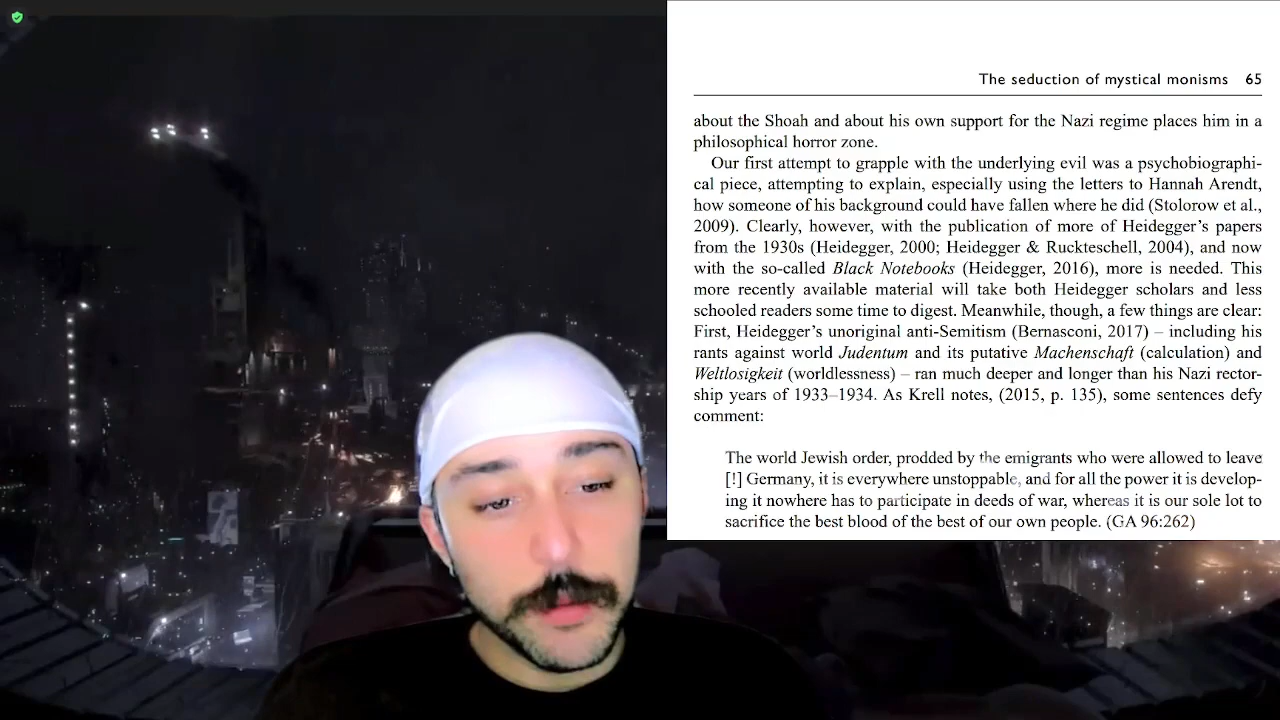 The seduction of mystical monisms 65
about the Shoah and about his own support for the Nazi regime places him in a
philosophical horror zone.
Our first attempt to grapple with the underlying evil was a psychobiographi-
cal piece, attempting to explain, especially using the letters to Hannah Arendt,
how someone of his background could have fallen where he did (Stolorow et al.,
2009). Clearly, however, with the publication of more of Heidegger's papers
from the 1930s (Heidegger, 2000; Heidegger & Ruckteschell, 2004), and now
with the so-called Black Notebooks (Heidegger, 2016), more is needed. This
more recently available material will take both Heidegger scholars and less
schooled readers some time to digest. Meanwhile, though, a few things are clear:
First, Heidegger's unoriginal anti-Semitism (Bernasconi, 2017) – including his
rants against world Judentum and its putative Machenschaft (calculation) and
Weltlosigkeit (worldlessness) – ran much deeper and longer than his Nazi rector-
ship years of 1933–1934. As Krell notes, (2015, p. 135), some sentences defy
comment:
The world Jewish order, prodded by the emigrants who were allowed to leave
[!] Germany, it is everywhere unstoppable, and for all the power it is develop-
ing it nowhere has to participate in deeds of war, whereas it is our sole lot to
sacrifice the best blood of the best of our own people. (GA 96:262)